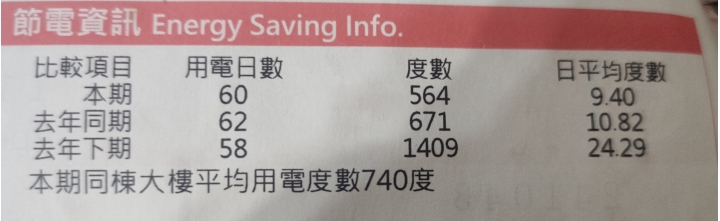 節電資訊 Energy Saving Info.
比較項目 用電日數 度數 日平均度數
本期 60 564 9.40
去年同期 62 671 10.82
去年下期 58 1409 24.29
本期同棟大樓平均用電度數740度